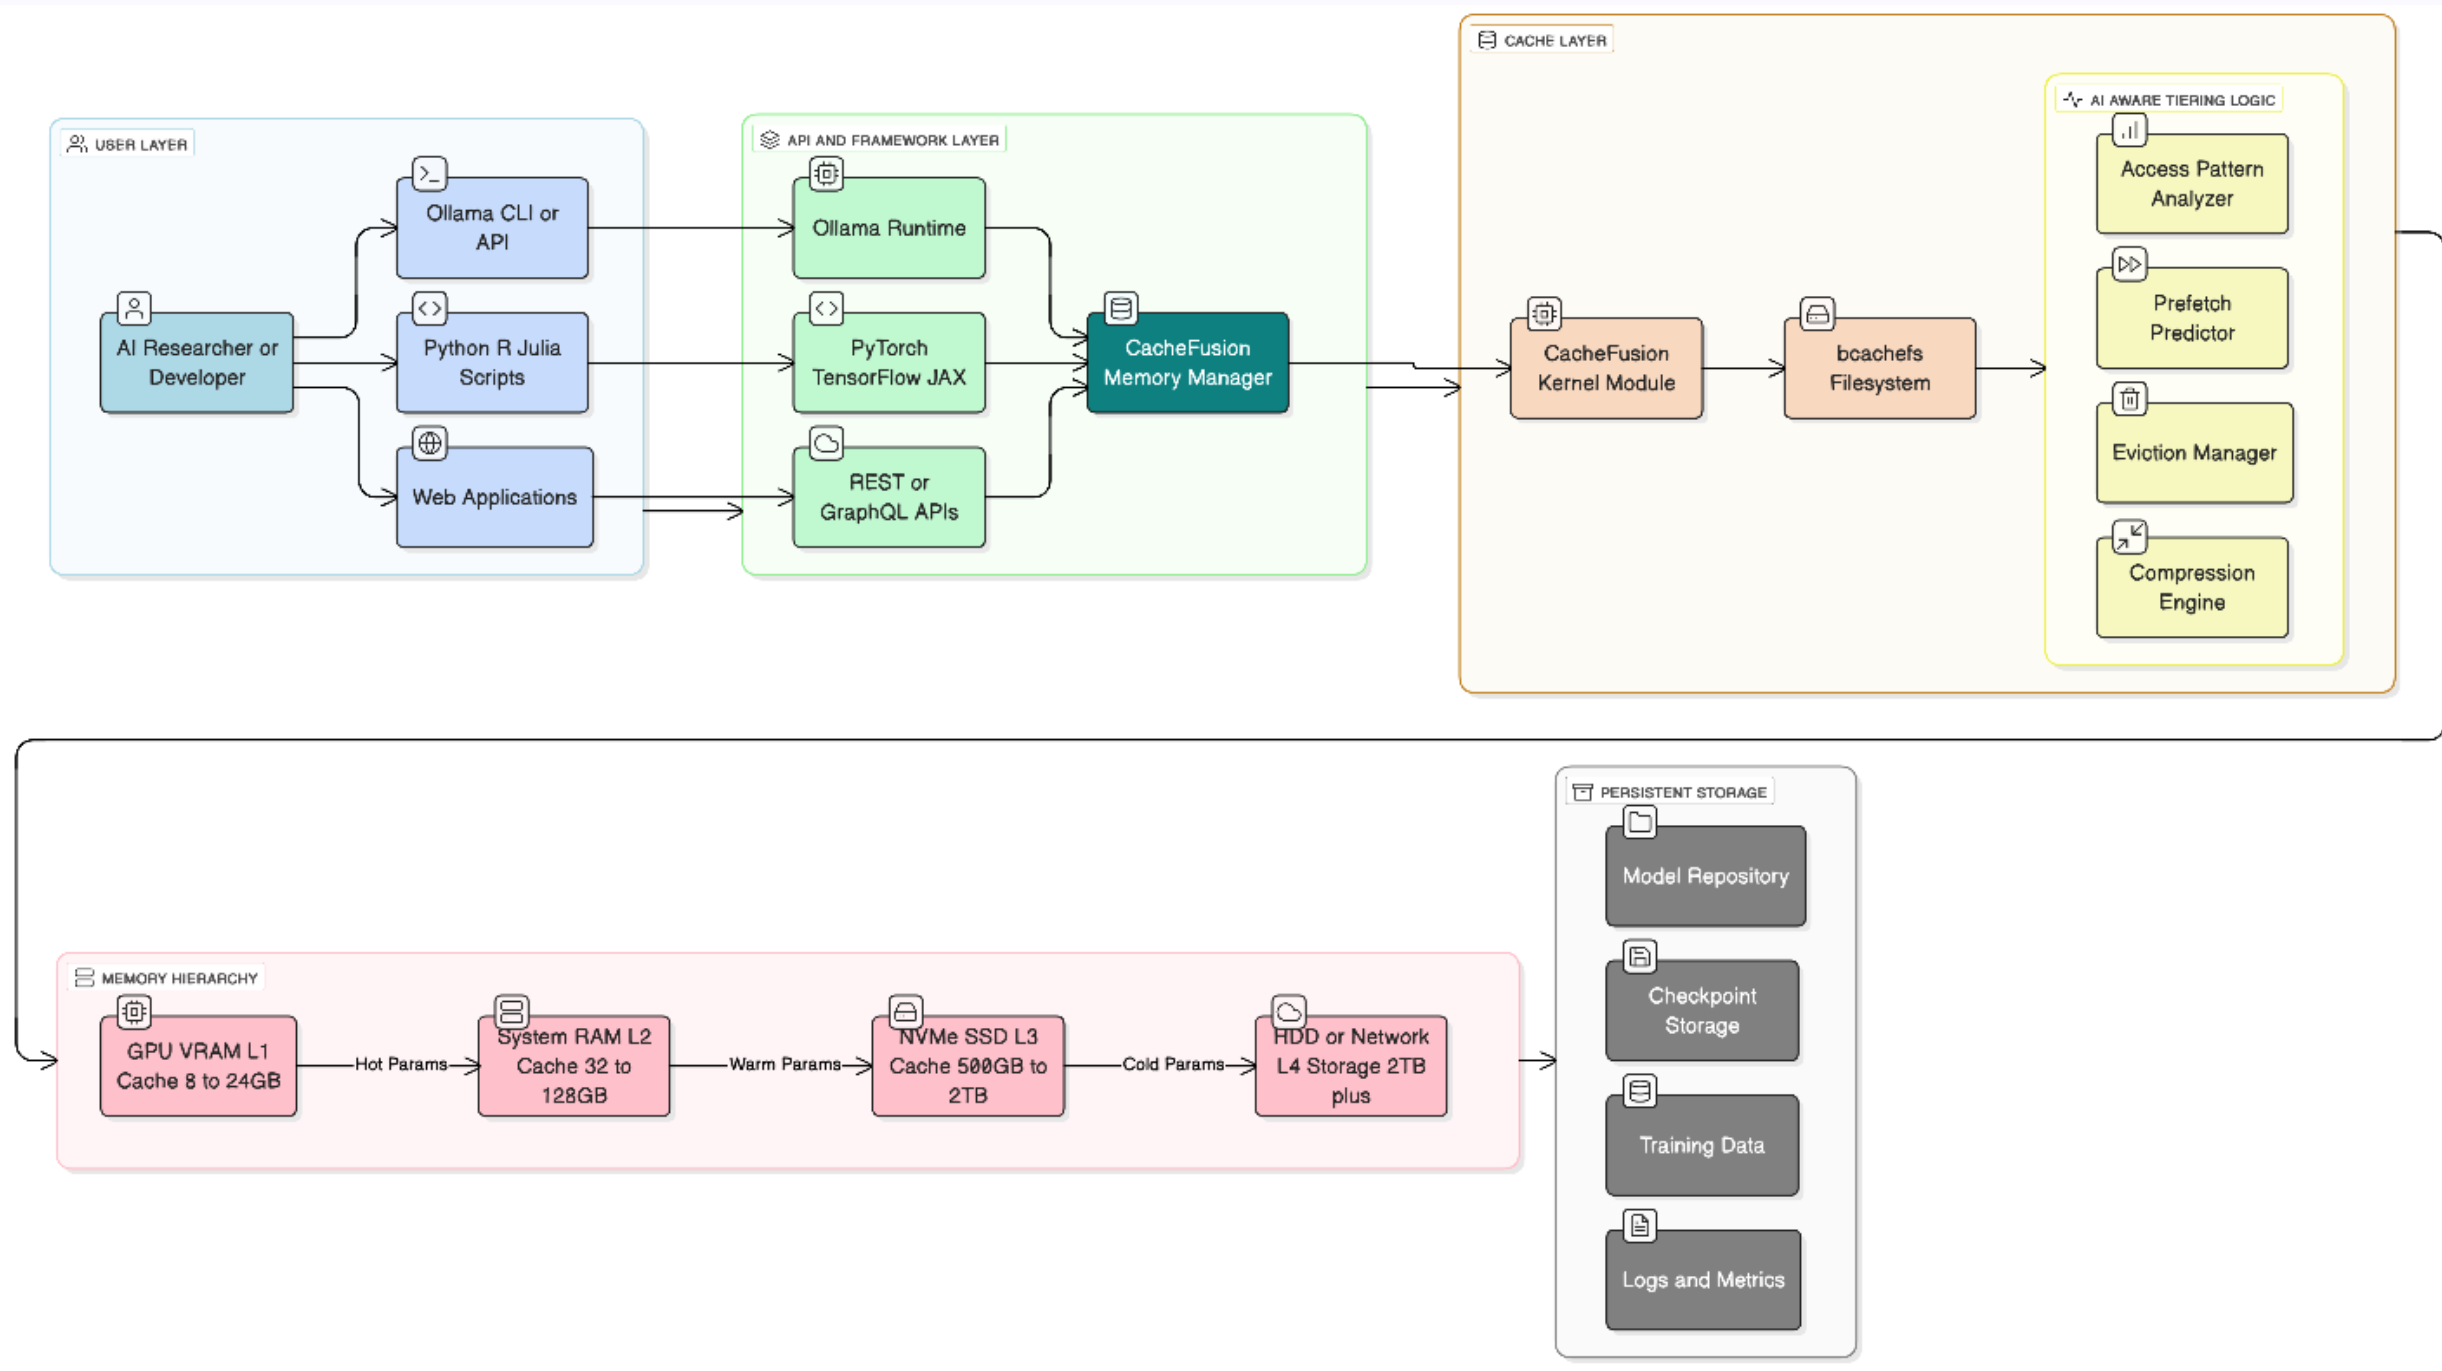 USER LAYER
AI Researcher or
Developer
Ollama CLI or
API
Python R Julia
Scripts
Web Applications
API AND FRAMEWORK LAYER
Ollama Runtime
PyTorch
TensorFlow JAX
REST or
GraphQL APIs
CacheFusion
Memory Manager
CACHE LAYER
CacheFusion
Kernel Module
bcachefs
Filesystem
AI AWARE TIERING LOGIC
Access Pattern
Analyzer
Prefetch
Predictor
Eviction Manager
Compression
Engine
MEMORY HIERARCHY
GPU VRAM L1
Cache 8 to 24GB
Hot Params
System RAM L2
Cache 32 to
128GB
Warm Params
NVMe SSD L3
Cache 500GB to
2TB
Cold Params
HDD or Network
L4 Storage 2TB
plus
PERSISTENT STORAGE
Model Repository
Checkpoint
Storage
Training Data
Logs and Metrics